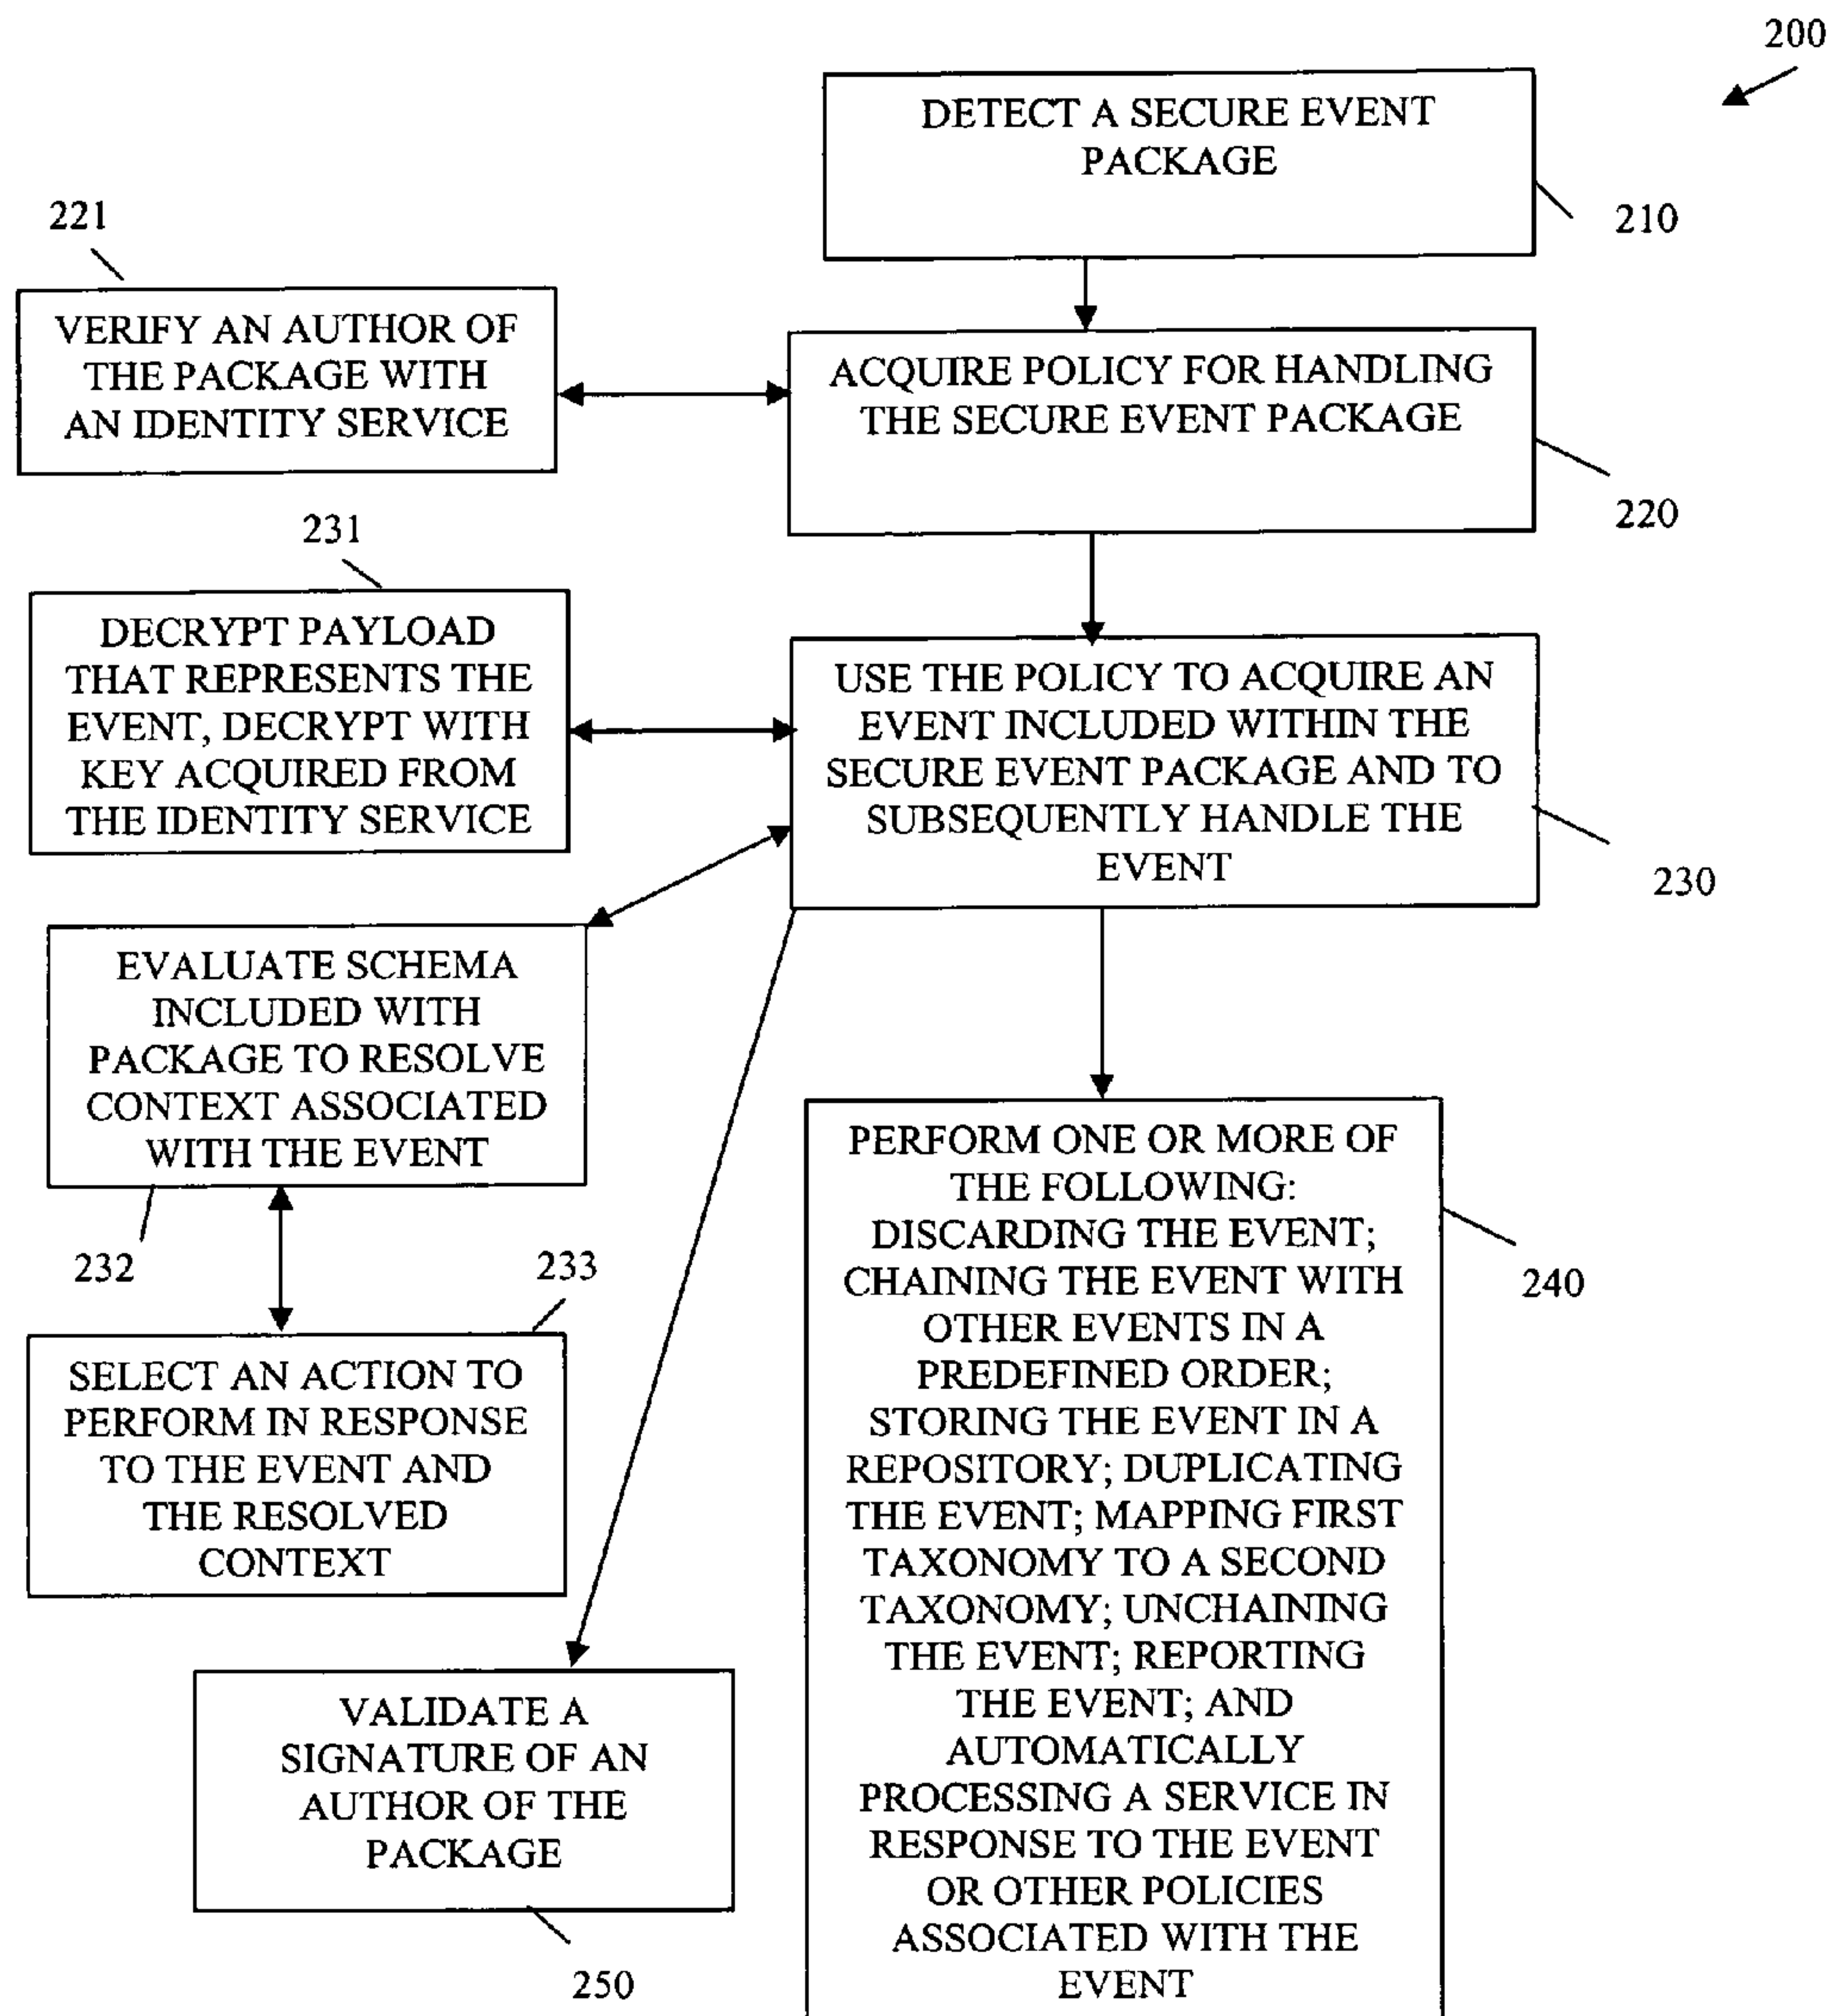 200
DETECT A SECURE EVENT
PACKAGE
210
221
VERIFY AN AUTHOR OF
THE PACKAGE WITH
AN IDENTITY SERVICE
ACQUIRE POLICY FOR HANDLING
THE SECURE EVENT PACKAGE
220
231
DECRYPT PAYLOAD
THAT REPRESENTS THE
EVENT, DECRYPT WITH
KEY ACQUIRED FROM
THE IDENTITY SERVICE
USE THE POLICY TO ACQUIRE AN
EVENT INCLUDED WITHIN THE
SECURE EVENT PACKAGE AND TO
SUBSEQUENTLY HANDLE THE
EVENT
230
EVALUATE SCHEMA
INCLUDED WITH
PACKAGE TO RESOLVE
CONTEXT ASSOCIATED
WITH THE EVENT
232
233
SELECT AN ACTION TO
PERFORM IN RESPONSE
TO THE EVENT AND
THE RESOLVED
CONTEXT
PERFORM ONE OR MORE OF
THE FOLLOWING:
DISCARDING THE EVENT;
CHAINING THE EVENT WITH
OTHER EVENTS IN A
PREDEFINED ORDER;
STORING THE EVENT IN A
REPOSITORY; DUPLICATING
THE EVENT; MAPPING FIRST
TAXONOMY TO A SECOND
TAXONOMY; UNCHAINING
THE EVENT; REPORTING
THE EVENT; AND
AUTOMATICALLY
PROCESSING A SERVICE IN
RESPONSE TO THE EVENT
OR OTHER POLICIES
ASSOCIATED WITH THE
EVENT
240
VALIDATE A
SIGNATURE OF AN
AUTHOR OF THE
PACKAGE
250